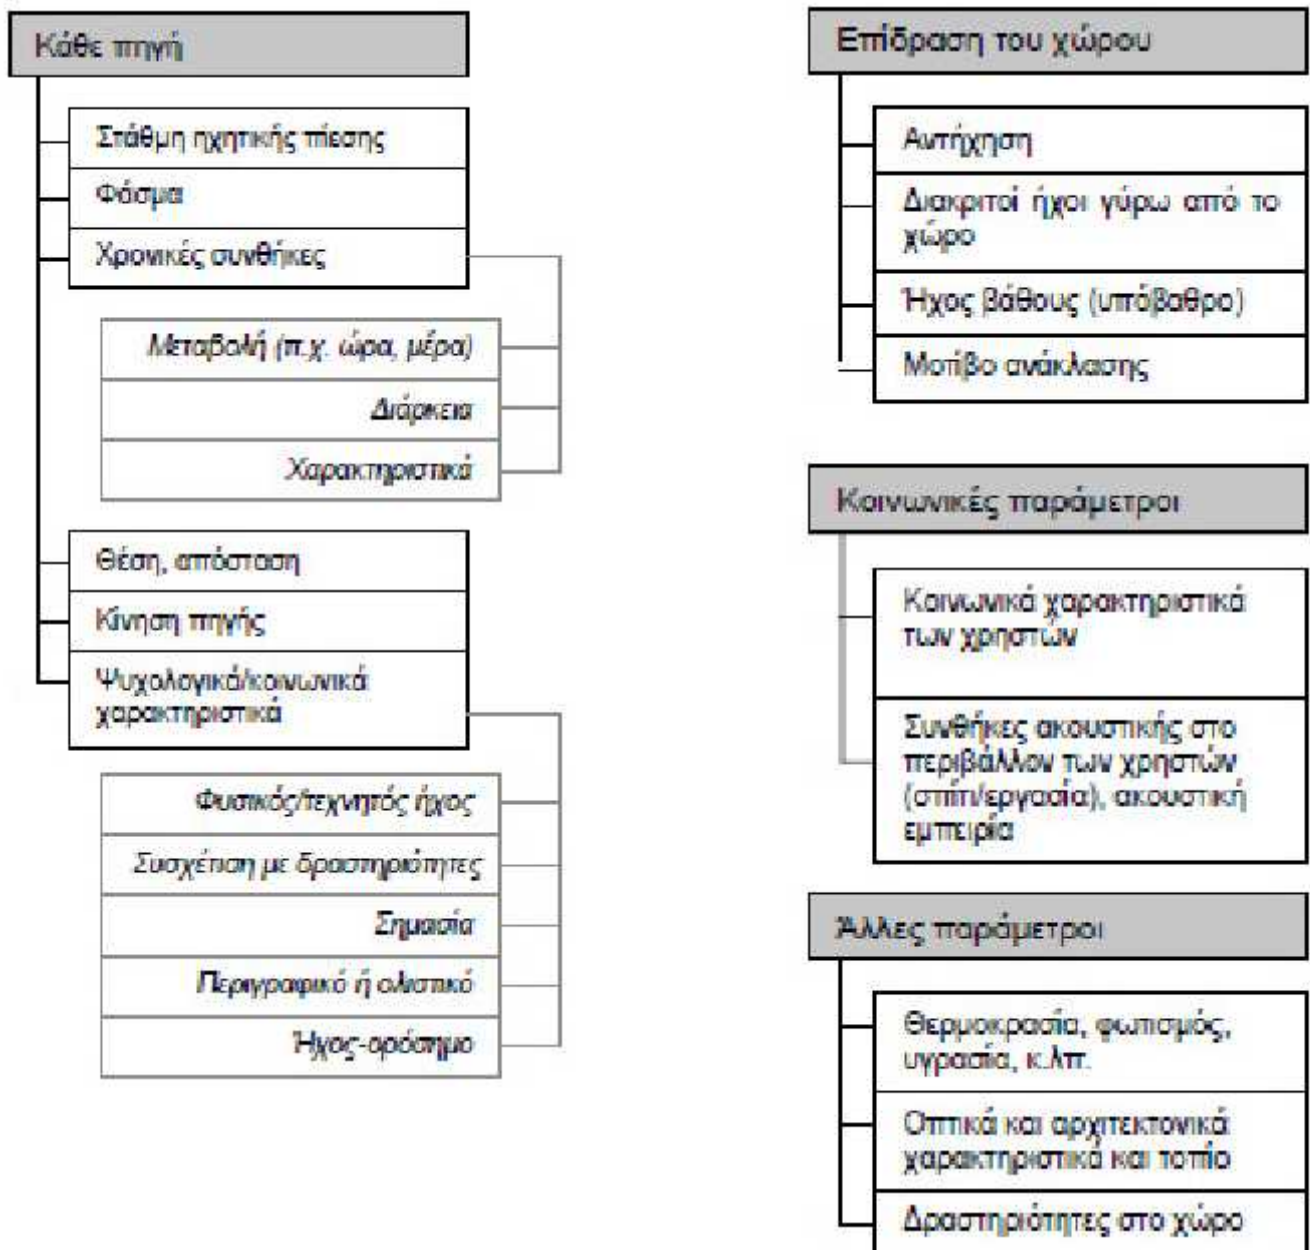 Κάθε πηγή
Στάθμη ηχητικής πίεσης
Φάσμα
Χρονικές συνθήκες
Μεταβολή (π.χ. ώρα, μέρα)
Διάρκεια
Χαρακτηριστικά
Θέση, απόσταση
Κίνηση πηγής
Ψυχολογικά/κοινωνικά
χαρακτηριστικά
Φυσικός/τεχνητός ήχος
Συσχέτιση με δραστηριότητες
Σημασία
Περιγραφικό ή ολιστικό
Ήχος-ορόσημο
Επίδραση του χώρου
Αντήχηση
Διακριτοί ήχοι γύρω από το
χώρο
Ήχος βάθους (υπόβαθρο)
Μοτίβο ανάκλασης
Κοινωνικές παράμετροι
Κοινωνικά χαρακτηριστικά
των χρηστών
Συνθήκες ακουστικής στο
περιβάλλον των χρηστών
(σπίτι/εργασία), ακουστική
εμπειρία
Άλλες παράμετροι
Θερμοκρασία, φωτισμός,
υγρασία, κ.λπ.
Οπτικά και αρχιτεκτονικά
χαρακτηριστικά και τοπίο
Δραστηριότητες στο χώρο